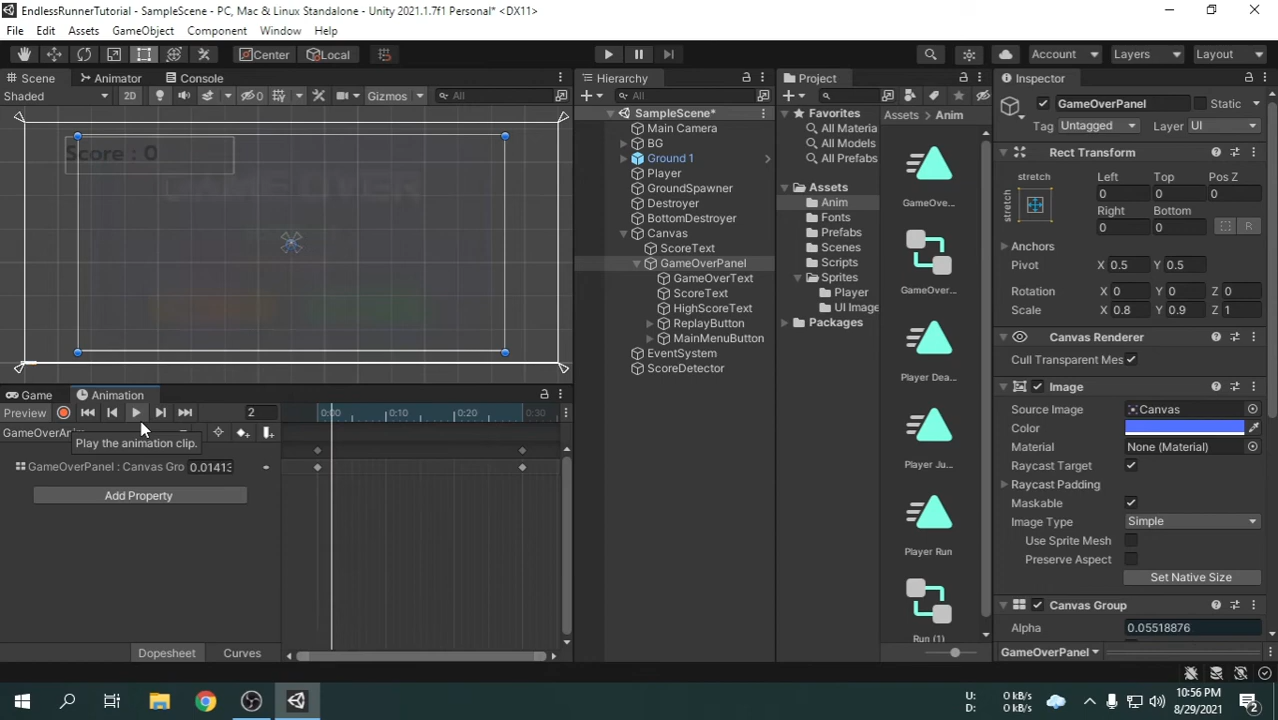 EndlessRunnerTutorial - SampleScene - PC, Mac & Linux Standalone - Unity 2021.1.7f1 Personal* <DX11>
File Edit Assets GameObject Component Window Help
Center Local Account Layers Layout
Scene Animator Console
Shaded 2D 0 Gizmos All
Score : 0
GAME OVER
Game Animation
Preview 2 0:00 0:10 0:20 0:30
GameOverAni
Play the animation clip.
GameOverPanel : Canvas Gro 0.01413
Add Property
Dopesheet Curves
Hierarchy
All
SampleScene*
Main Camera
BG
Ground 1
Player
GroundSpawner
Destroyer
BottomDestroyer
Canvas
ScoreText
GameOverPanel
GameOverText
ScoreText
HighScoreText
ReplayButton
MainMenuButton
EventSystem
ScoreDetector
Project
Favorites
All Materia
All Models
All Prefabs
Assets
Anim
Fonts
Prefabs
Scenes
Scripts
Sprites
Player
UI Image
Packages
Assets Anim
GameOve...
GameOver...
Player Dea...
Player Ju...
Player Run
Run (1)
Inspector
GameOverPanel Static
Tag Untagged Layer UI
Rect Transform
stretch Left Top Pos Z
stretch 0 0 0
Right Bottom
0 0 R
Anchors
Pivot X 0.5 Y 0.5
Rotation X 0 Y 0 Z 0
Scale X 0.8 Y 0.9 Z 1
Canvas Renderer
Cull Transparent Mes
Image
Source Image Canvas
Color
Material None (Material)
Raycast Target
Raycast Padding
Maskable
Image Type Simple
Use Sprite Mesh
Preserve Aspect
Set Native Size
Canvas Group
Alpha 0.05518876
GameOverPanel
U: 0 kB/s
D: 0 kB/s
10:56 PM
8/29/2021
2